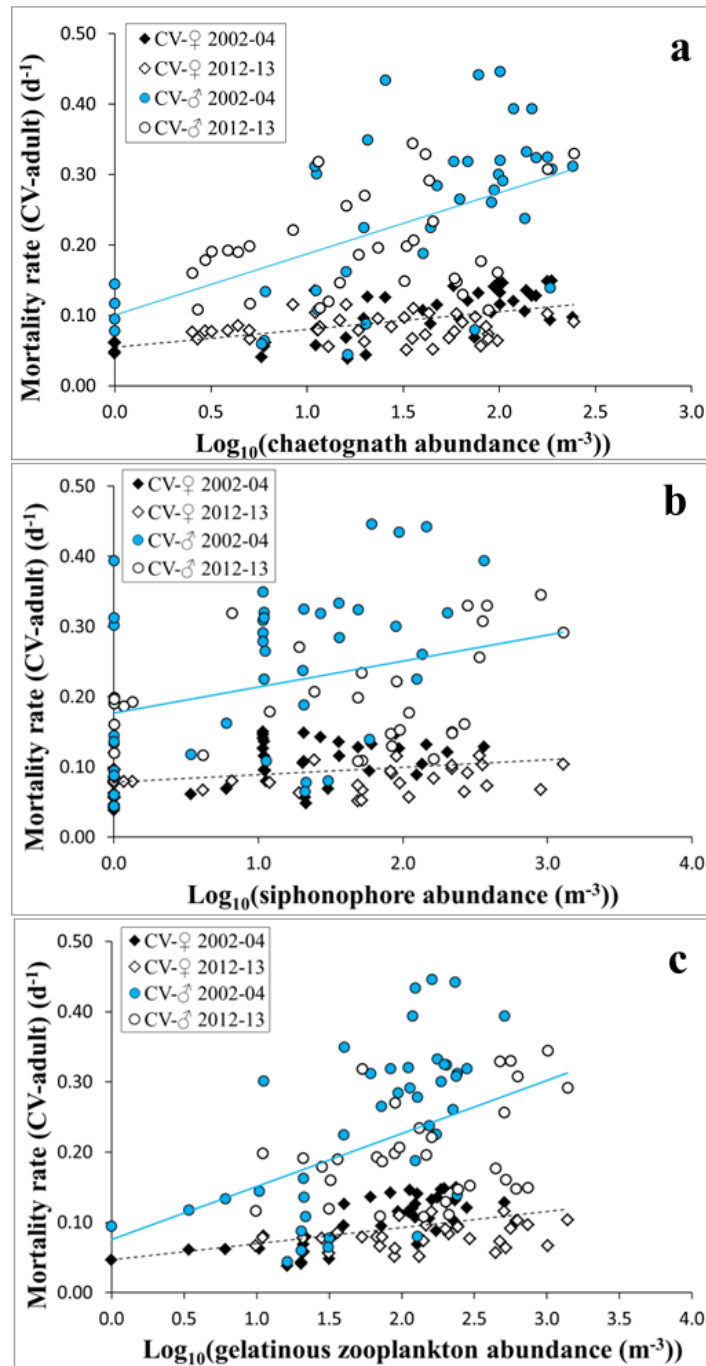 a
CV-♀ 2002-04
CV-♀ 2012-13
CV-♂ 2002-04
CV-♂ 2012-13
Mortality rate (CV-adult) (d⁻¹)
0.50
0.40
0.30
0.20
0.10
0.00
0.0 0.5 1.0 1.5 2.0 2.5 3.0
Log₁₀(chaetognath abundance (m⁻³))
b
CV-♀ 2002-04
CV-♀ 2012-13
CV-♂ 2002-04
CV-♂ 2012-13
Mortality rate (CV-adult) (d⁻¹)
0.50
0.40
0.30
0.20
0.10
0.00
0.0 1.0 2.0 3.0 4.0
Log₁₀(siphonophore abundance (m⁻³))
c
CV-♀ 2002-04
CV-♀ 2012-13
CV-♂ 2002-04
CV-♂ 2012-13
Mortality rate (CV-adult) (d⁻¹)
0.50
0.40
0.30
0.20
0.10
0.00
0.0 0.5 1.0 1.5 2.0 2.5 3.0 3.5 4.0
Log₁₀(gelatinous zooplankton abundance (m⁻³))